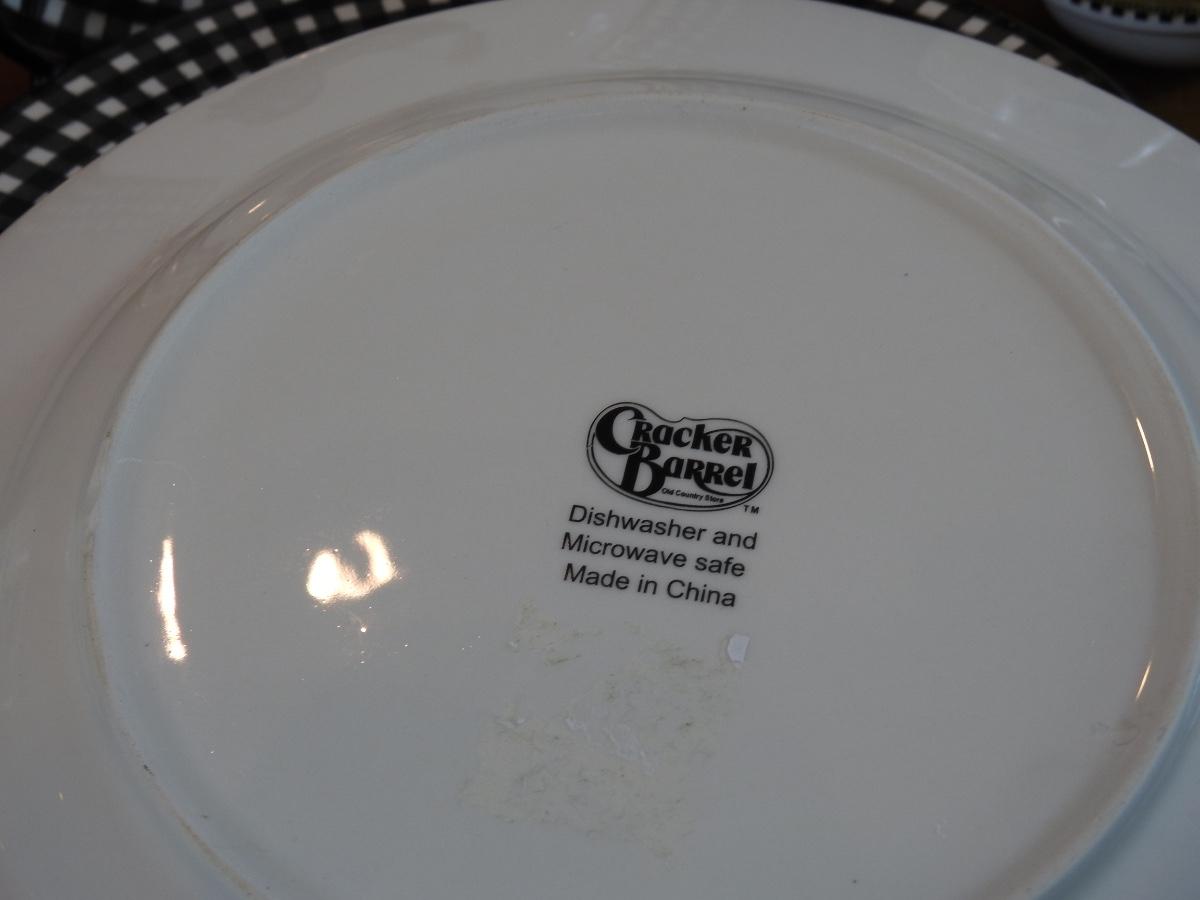 Cracker
Barrel
Old Country Store
TM
Dishwasher and
Microwave safe
Made in China